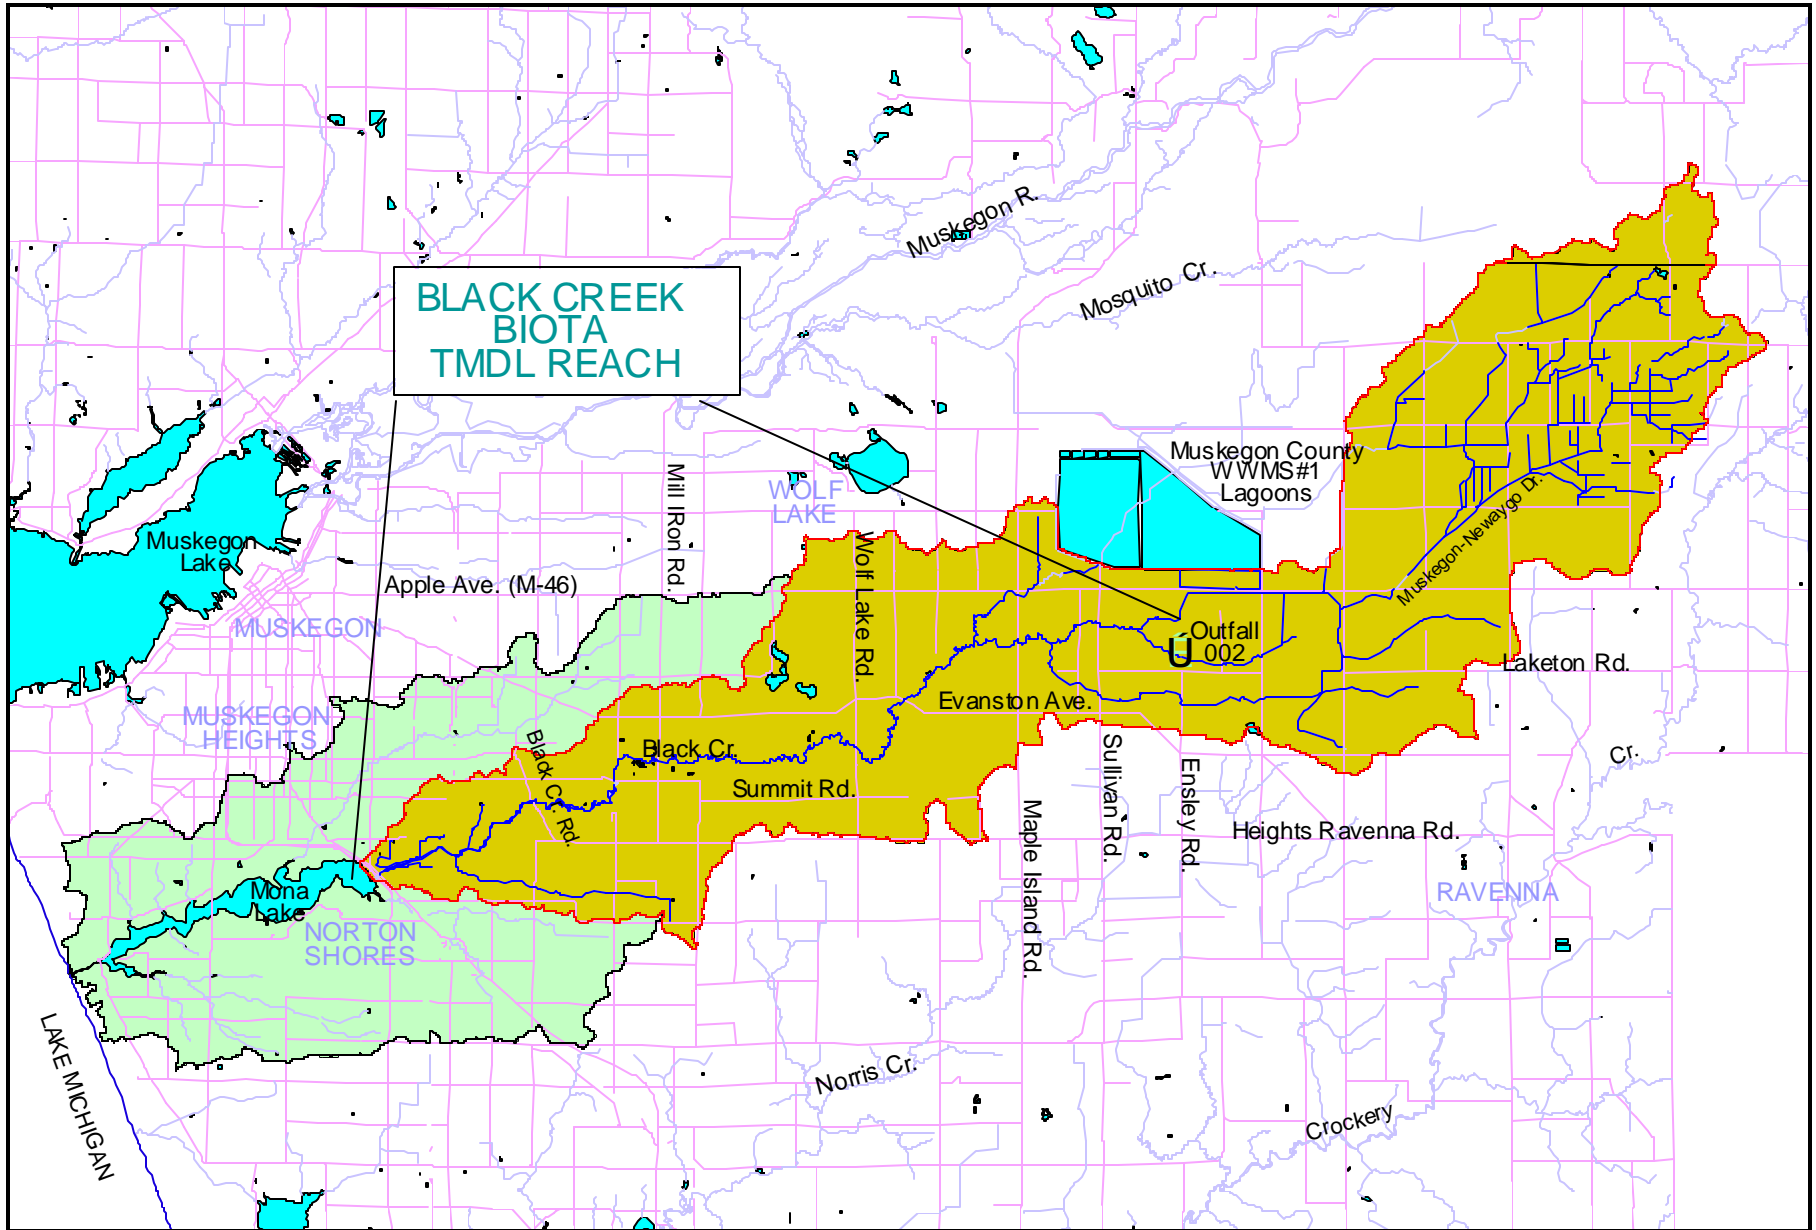 Muskegon R.
Mosquito Cr.
BLACK CREEK
BIOTA
TMDL REACH
Muskegon County
WWMS#1
Lagoons
WOLF
LAKE
Mill IRon Rd.
Muskegon-Newaygo Dr.
Muskegon
Lake
Wolf Lake Rd.
Apple Ave. (M-46)
MUSKEGON
Outfall
002
Laketon Rd.
Evanston Ave.
MUSKEGON
HEIGHTS
Black Cr.
Black Cr. Rd.
Summit Rd.
Sullivan Rd.
Ensley Rd.
Cr.
Maple Island Rd.
Heights Ravenna Rd.
Mona
Lake
RAVENNA
NORTON
SHORES
LAKE MICHIGAN
Norris Cr.
Crockery